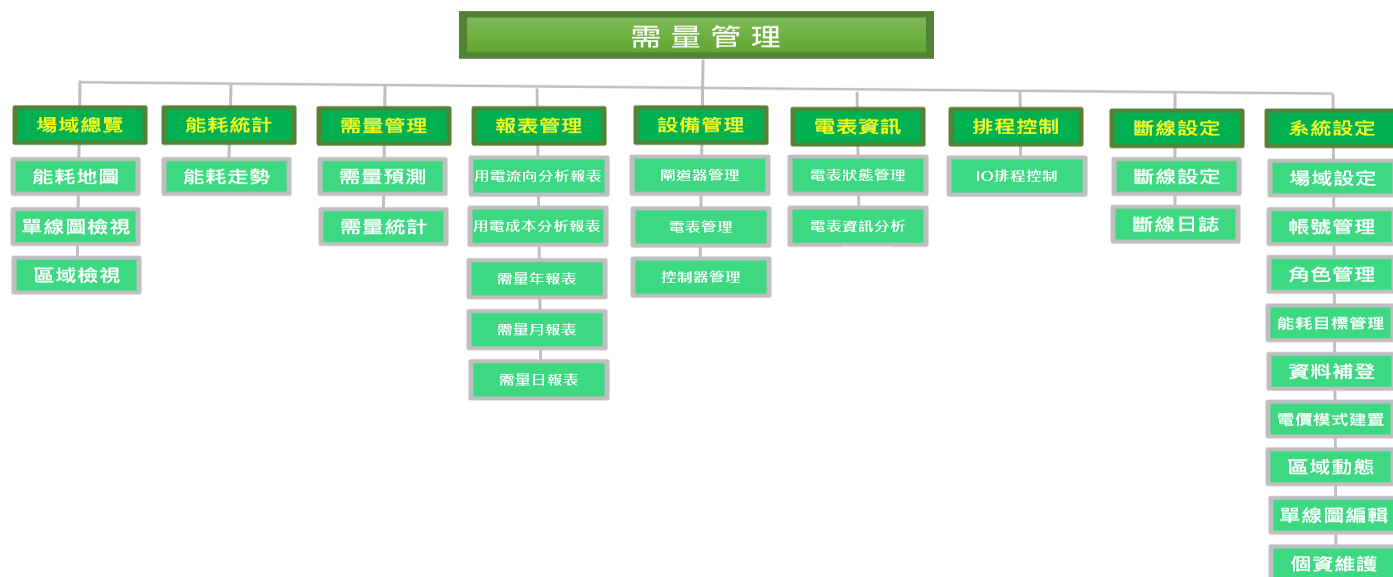 需量管理
場域總覽
能耗地圖
單線圖檢視
區域檢視
能耗統計
能耗走勢
需量管理
需量預測
需量統計
報表管理
用電流向分析報表
用電成本分析報表
需量年報表
需量月報表
需量日報表
設備管理
閘道器管理
電表管理
控制器管理
電表資訊
電表狀態管理
電表資訊分析
排程控制
IO排程控制
斷線設定
斷線設定
斷線日誌
系統設定
場域設定
帳號管理
角色管理
能耗目標管理
資料補登
電價模式建置
區域動態
單線圖編輯
個資維護